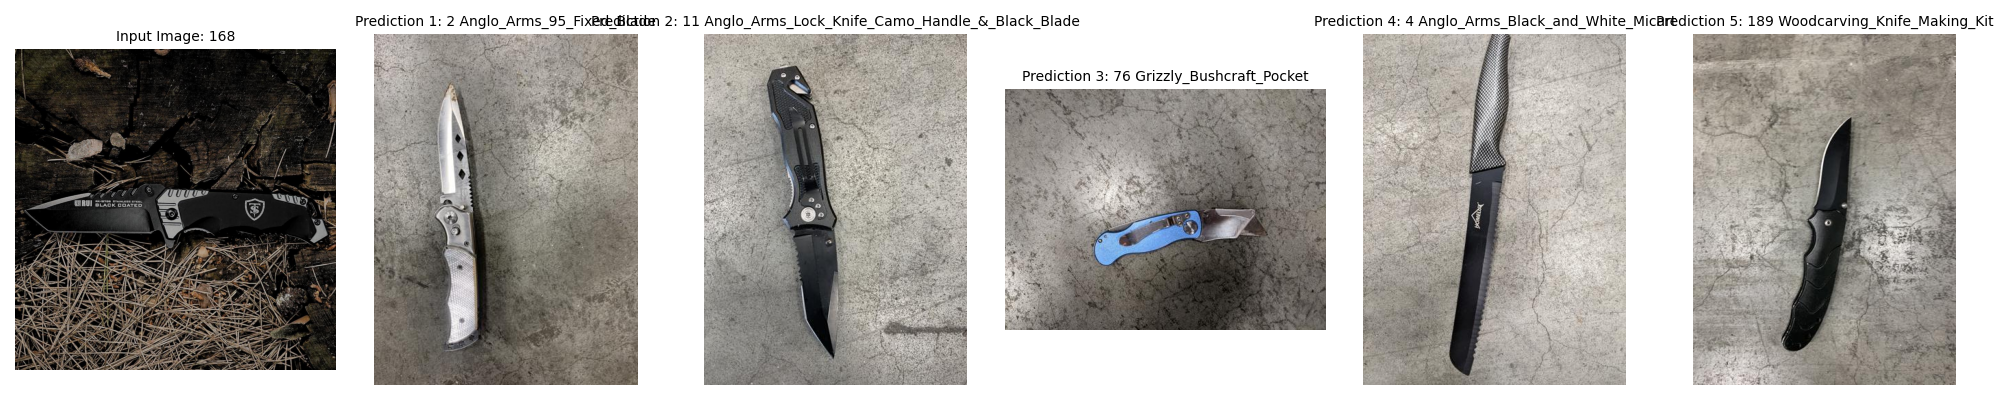 Input Image: 168
Prediction 1: 2 Anglo_Arms_95_Fixed_Blade
Prediction 2: 11 Anglo_Arms_Lock_Knife_Camo_Handle_&_Black_Blade
Prediction 3: 76 Grizzly_Bushcraft_Pocket
Prediction 4: 4 Anglo_Arms_Black_and_White_Micart
Prediction 5: 189 Woodcarving_Knife_Making_Kit
BLACK COATED